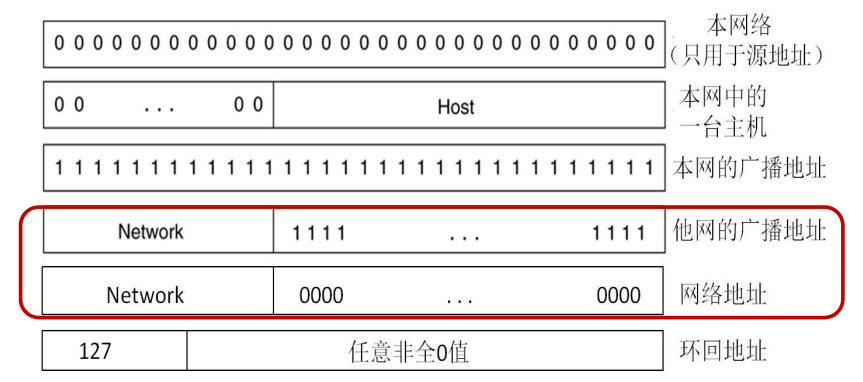 0 0 0 0 0 0 0 0 0 0 0 0 0 0 0 0 0 0 0 0 0 0 0 0 0 0 0 0 0 0 0 0
本网络
(只用于源地址)
0 0 ... 0 0 Host
本网中的
一台主机
1 1 1 1 1 1 1 1 1 1 1 1 1 1 1 1 1 1 1 1 1 1 1 1 1 1 1 1 1 1 1 1 本网的广播地址
Network 1 1 1 1 ... 1 1 1 1 他网的广播地址
Network 0000 ... 0000 网络地址
127 任意非全0值 环回地址